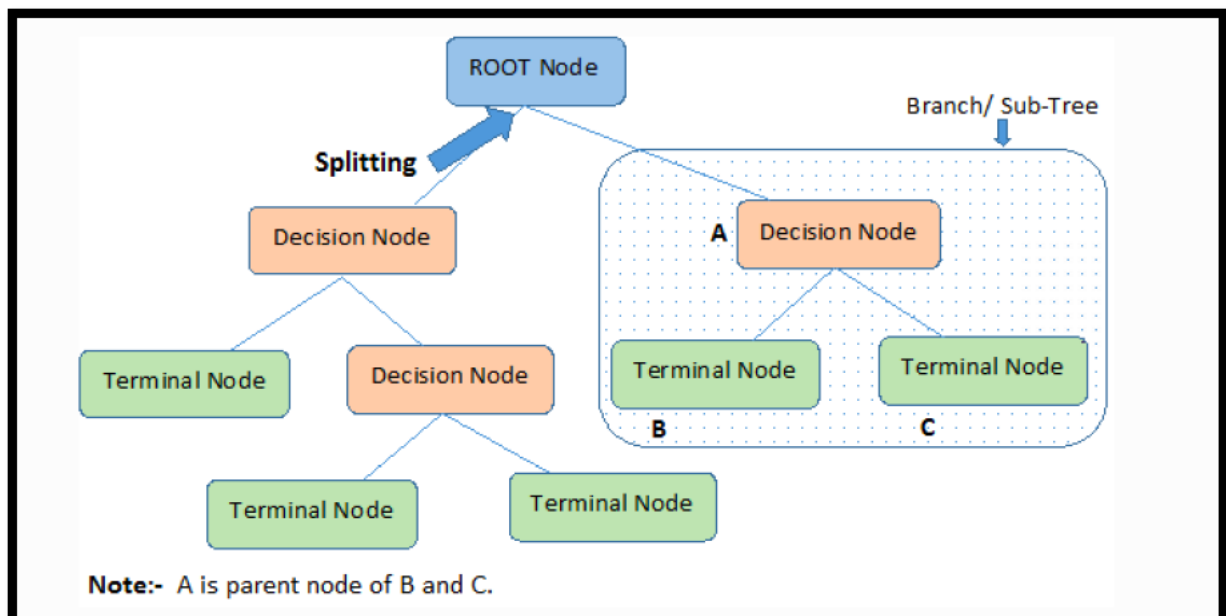 ROOT Node
Branch/ Sub-Tree
Splitting
Decision Node
A
Decision Node
Terminal Node
Decision Node
Terminal Node
Terminal Node
B
C
Terminal Node
Terminal Node
Note:- A is parent node of B and C.